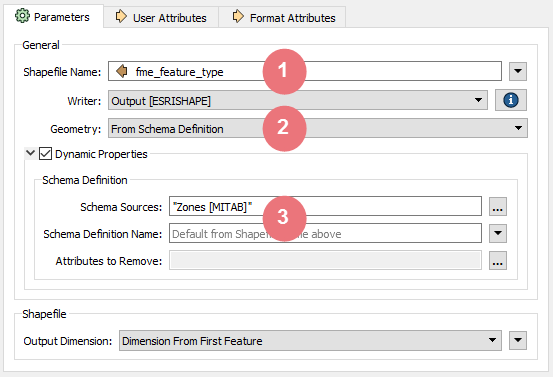 Parameters User Attributes Format Attributes
General
Shapefile Name: fme_feature_type 1
Writer: Output [ESRISHAPE]
Geometry: From Schema Definition 2
Dynamic Properties
Schema Definition
Schema Sources: "Zones [MITAB]" ...
3
Schema Definition Name: Default from Shapef e above
Attributes to Remove: ...
Shapefile
Output Dimension: Dimension From First Feature